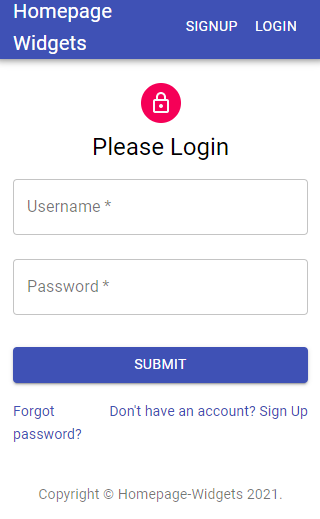 Homepage
Widgets
SIGNUP LOGIN
Please Login
Username *
Password *
SUBMIT
Forgot
password?
Don't have an account? Sign Up
Copyright © Homepage-Widgets 2021.